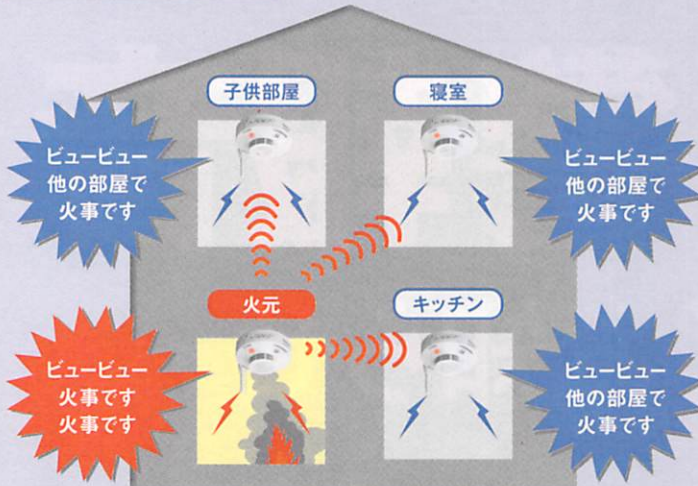 子供部屋
寝室
ビュービュー
他の部屋で
火事です
ビュービュー
他の部屋で
火事です
火元
キッチン
ビュービュー
火事です
火事です
ビュービュー
他の部屋で
火事です